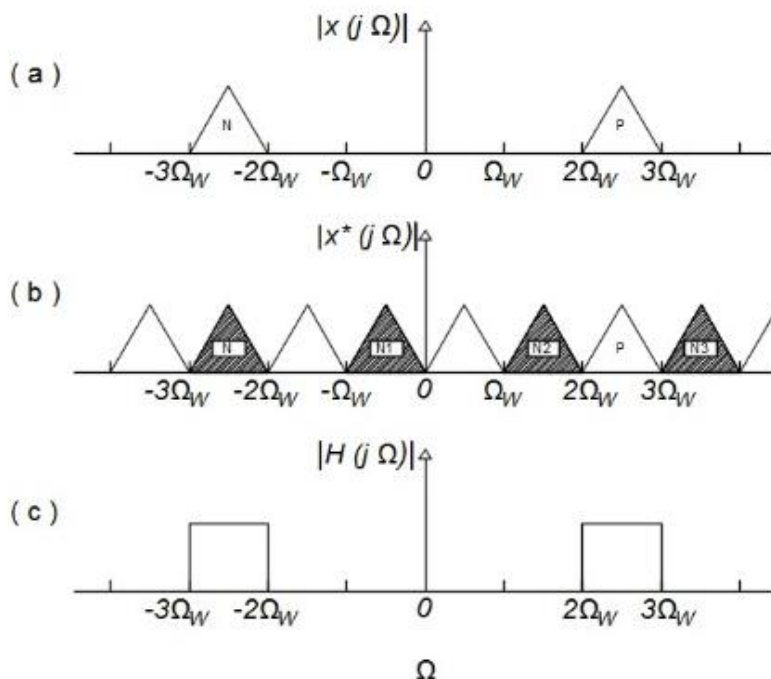 |x (j Ω)|
( a )
N
P
-3Ω_W -2Ω_W -Ω_W 0 Ω_W 2Ω_W 3Ω_W
|x* (j Ω)|
( b )
N N1 N2 P N3
-3Ω_W -2Ω_W -Ω_W 0 Ω_W 2Ω_W 3Ω_W
|H (j Ω)|
( c )
-3Ω_W -2Ω_W 0 2Ω_W 3Ω_W
Ω